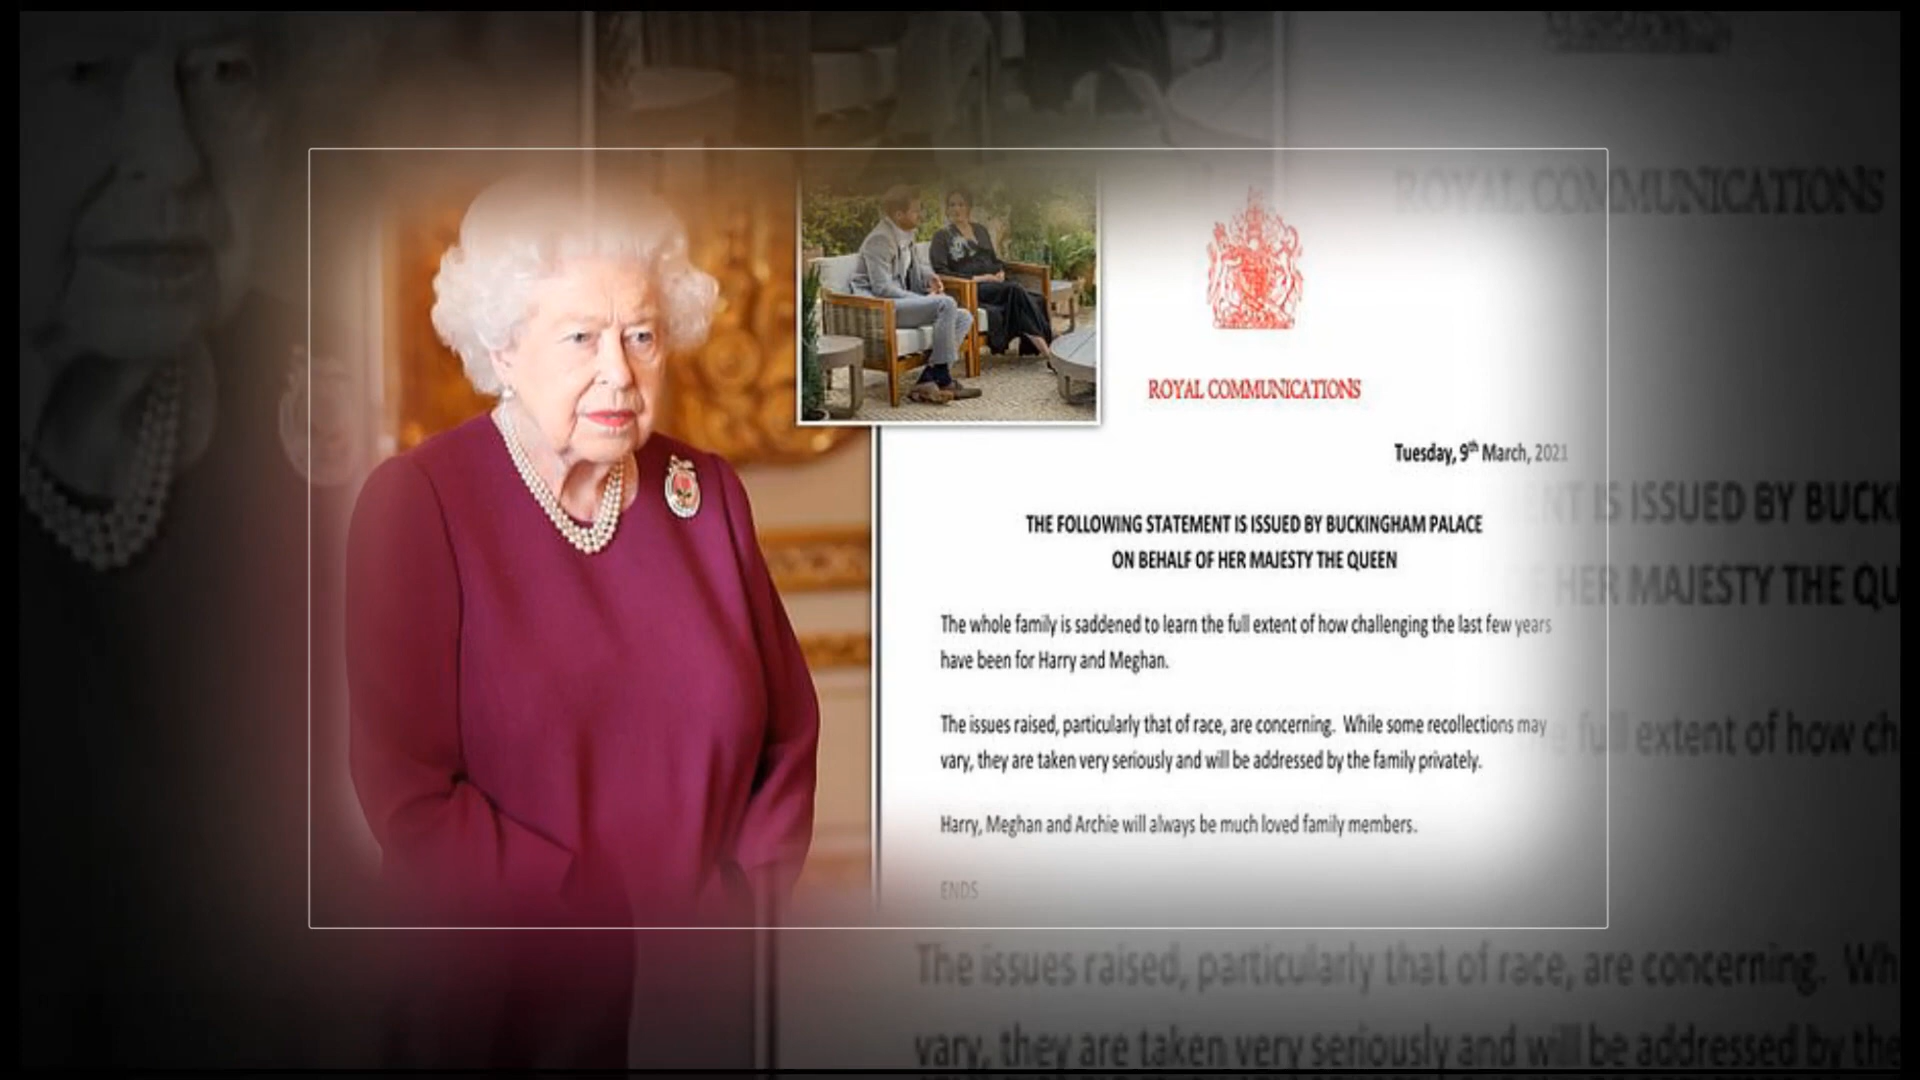 ROYAL COMMUNICATIONS
ROYAL COMMUNICATIONS
Tuesday, 9th March, 2021
THE FOLLOWING STATEMENT IS ISSUED BY BUCKINGHAM PALACE
ON BEHALF OF HER MAJESTY THE QUEEN
The whole family is saddened to learn the full extent of how challenging the last few years
have been for Harry and Meghan.
The issues raised, particularly that of race, are concerning. While some recollections may
vary, they are taken very seriously and will be addressed by the family privately.
Harry, Meghan and Archie will always be much loved family members.
ENDS
IS ISSUED BY
HER MAJESTY THE
full extent of how
The issues raised, particularly that of race, are concerning.
vary, they are taken very seriously and will be addressed by the